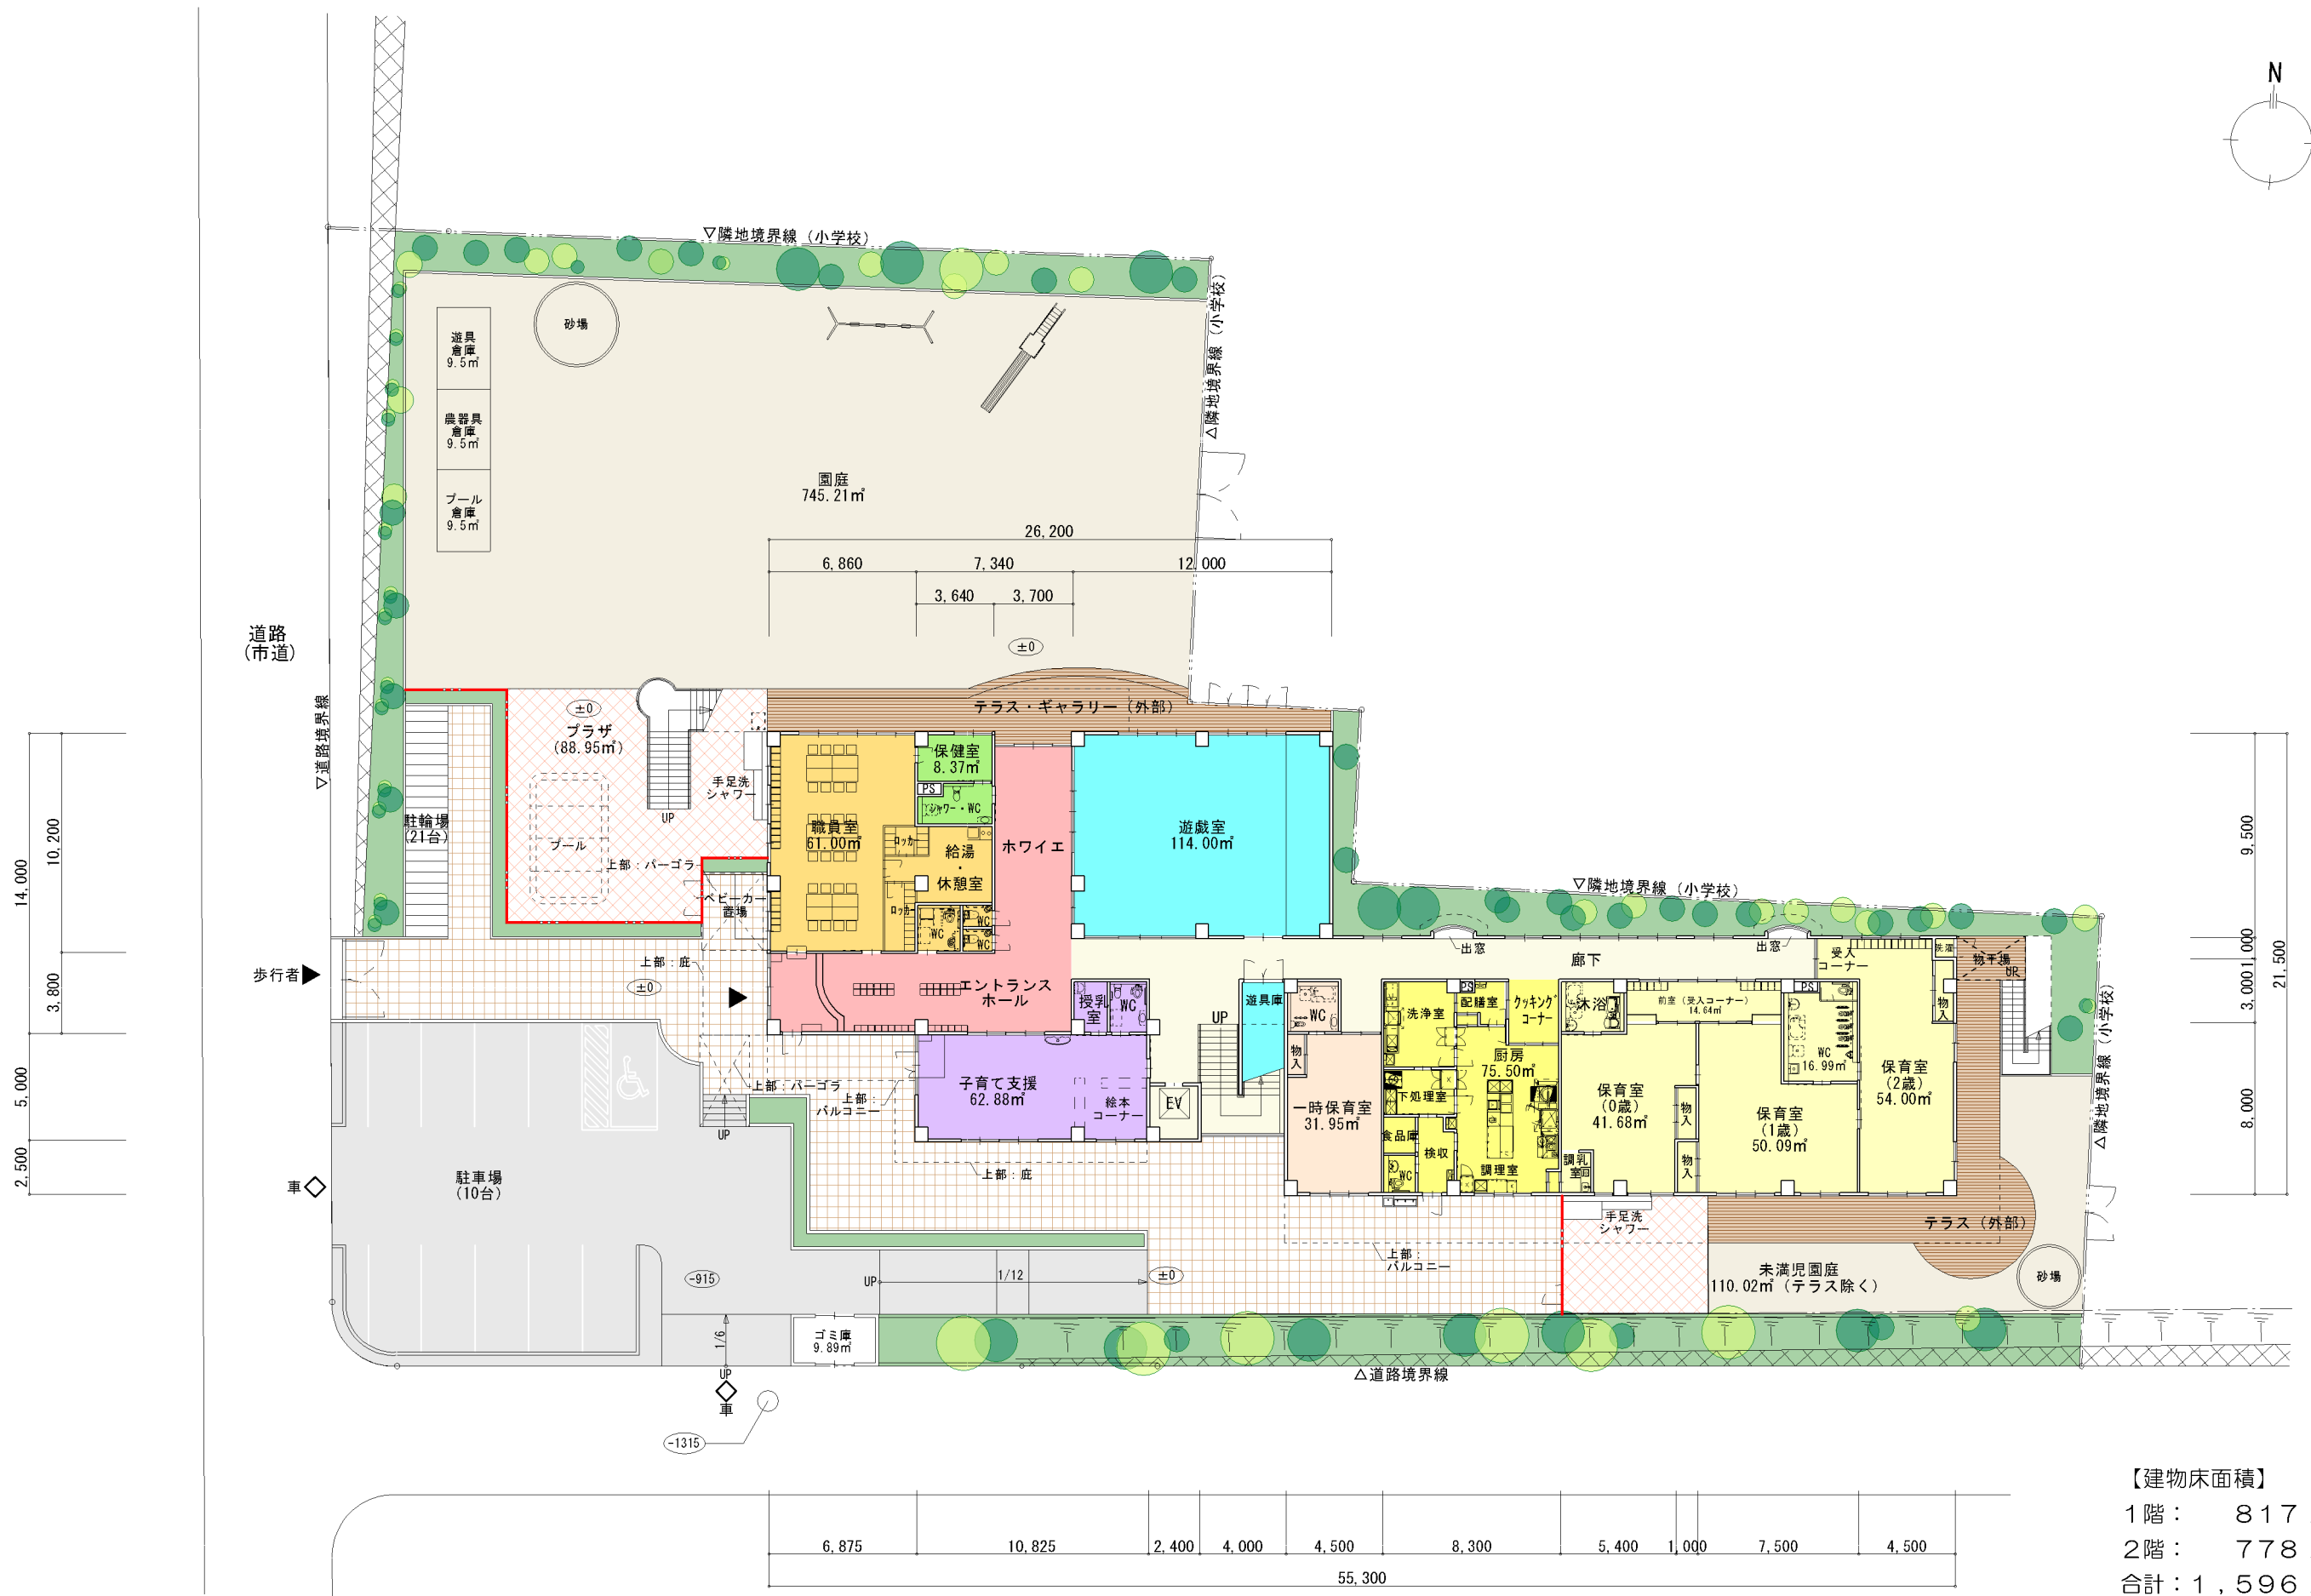 N
▽隣地境界線（小学校）
△隣地境界線（小学校）
砂場
遊具
倉庫
9.5㎡
農器具
倉庫
9.5㎡
プール
倉庫
9.5㎡
園庭
745.21㎡
26,200
6,860
7,340
12,000
3,640
3,700
±0
道路
（市道）
▽道路境界線
テラス・ギャラリー（外部）
±0
プラザ
(88.95㎡)
手足洗
シャワー
UP
プール
上部：パーゴラ
駐輪場
(21台)
ベビーカー
置場
職員室
61.00㎡
保健室
8.37㎡
PS
シャワー・WC
ロッカー
給湯
・
休憩室
ロッカー
WC
WC
WC
ホワイエ
遊戯室
114.00㎡
14,000
10,200
3,800
5,000
2,500
9,500
1,000
3,000
8,000
21,500
▽隣地境界線（小学校）
出窓
出窓
廊下
受入
コーナー
洗濯
物干場
UP
物入
歩行者
上部：庇
±0
エントランス
ホール
授乳
室
WC
遊具庫
UP
WC
物入
洗浄室
PS
配膳室
クッキング
コーナー
沐浴
前室（受入コーナー）
14.64㎡
PS
WC
16.99㎡
厨房
75.50㎡
下処理室
食品庫
検収
WC
調理室
調乳
室
保育室
(0歳)
41.68㎡
物入
物入
保育室
(1歳)
50.09㎡
保育室
(2歳)
54.00㎡
△隣地境界線（小学校）
上部：パーゴラ
上部：
バルコニー
子育て支援
62.88㎡
絵本
コーナー
EV
一時保育室
31.95㎡
UP
上部：庇
駐車場
(10台)
車
手足洗
シャワー
テラス（外部）
上部：
バルコニー
未満児園庭
110.02㎡（テラス除く）
砂場
-915
UP
1/12
±0
1/6
ゴミ庫
9.89㎡
UP
車
△道路境界線
-1315
6,875
10,825
2,400
4,000
4,500
8,300
5,400
1,000
7,500
4,500
55,300
【建物床面積】
１階：　８１７
２階：　７７８
合計：１，５９６